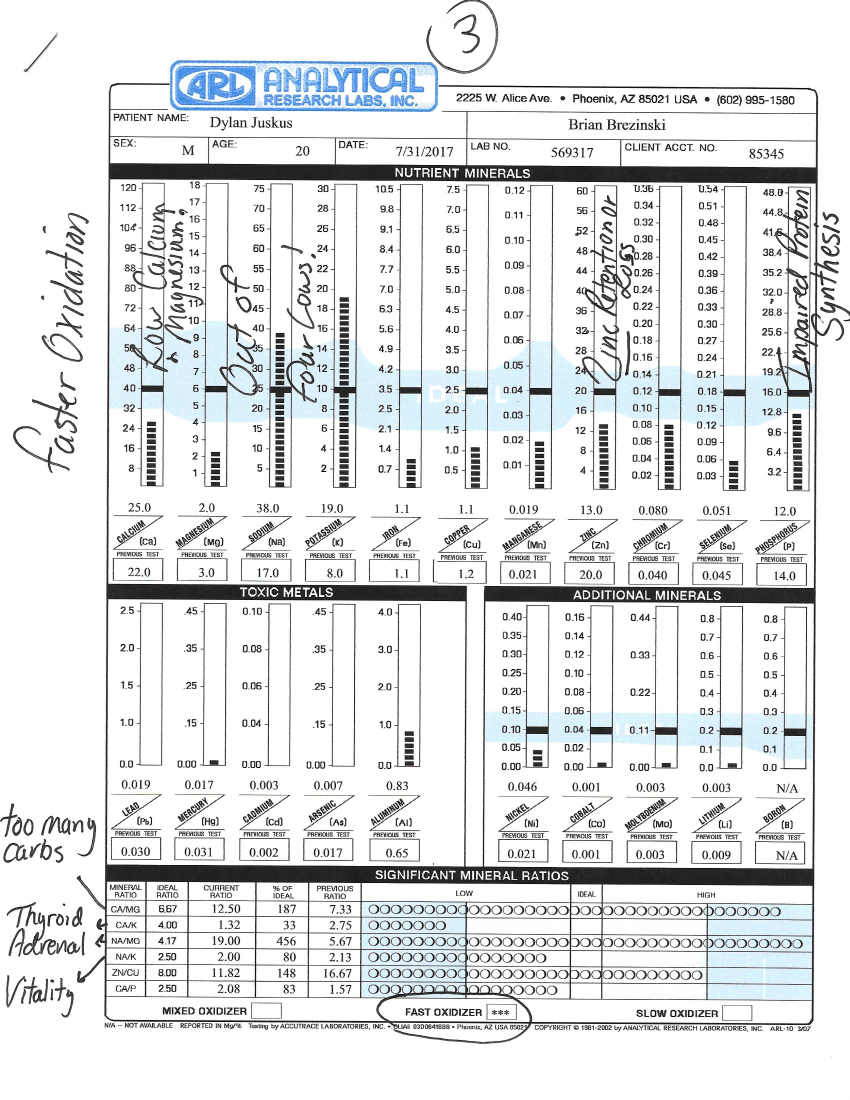 3
ARL ANALYTICAL
RESEARCH LABS, INC.
2225 W. Alice Ave. • Phoenix, AZ 85021 USA • (602) 995-1580
PATIENT NAME: Dylan Juskus Brian Brezinski
SEX: M AGE: 20 DATE: 7/31/2017 LAB NO. 569317 CLIENT ACCT. NO. 85345
NUTRIENT MINERALS
Faster Oxidation
Low Calcium
n Magnesium?
Out of
Four Lows!
Zinc Retention or
Loss
Impaired Protein
Synthesis
120 112 104 96 88 80 72 64 56 48 40 32 24 16 8
18 17 16 15 14 13 12 11 10 9 8 7 6 5 4 3 2 1
75 70 65 60 55 50 45 40 35 30 25 20 15 10 5
30 28 26 24 22 20 18 16 14 12 10 8 6 4 2
10.5 9.8 9.1 8.4 7.7 7.0 6.3 5.6 4.9 4.2 3.5 2.8 2.1 1.4 0.7
7.5 7.0 6.5 6.0 5.5 5.0 4.5 4.0 3.5 3.0 2.5 2.0 1.5 1.0 0.5
0.12 0.11 0.10 0.09 0.08 0.07 0.06 0.05 0.04 0.03 0.02 0.01
60 56 52 48 44 40 36 32 28 24 20 16 12 8 4
0.36 0.34 0.32 0.30 0.28 0.26 0.24 0.22 0.20 0.18 0.16 0.14 0.12 0.10 0.08 0.06 0.04 0.02
0.54 0.51 0.48 0.45 0.42 0.39 0.36 0.33 0.30 0.27 0.24 0.21 0.18 0.15 0.12 0.09 0.06 0.03
48.0 44.8 41.6 38.4 35.2 32.0 28.8 25.6 22.4 19.2 16.0 12.8 9.6 6.4 3.2
IDEAL
25.0 2.0 38.0 19.0 1.1 1.1 0.019 13.0 0.080 0.051 12.0
CALCIUM (Ca) MAGNESIUM (Mg) SODIUM (Na) POTASSIUM (K) IRON (Fe) COPPER (Cu) MANGANESE (Mn) ZINC (Zn) CHROMIUM (Cr) SELENIUM (Se) PHOSPHORUS (P)
PREVIOUS TEST PREVIOUS TEST PREVIOUS TEST PREVIOUS TEST PREVIOUS TEST PREVIOUS TEST PREVIOUS TEST PREVIOUS TEST PREVIOUS TEST PREVIOUS TEST PREVIOUS TEST
22.0 3.0 17.0 8.0 1.1 1.2 0.021 20.0 0.040 0.045 14.0
TOXIC METALS
2.5 2.0 1.5 1.0 0.0
.45 .35 .25 .15 0.00
0.10 0.08 0.06 0.04 0.00
.45 .35 .25 .15 0.00
4.0 3.0 2.0 1.0 0.0
0.019 0.017 0.003 0.007 0.83
LEAD (Pb) MERCURY (Hg) CADMIUM (Cd) ARSENIC (As) ALUMINUM (Al)
PREVIOUS TEST PREVIOUS TEST PREVIOUS TEST PREVIOUS TEST PREVIOUS TEST
0.030 0.031 0.002 0.017 0.65
ADDITIONAL MINERALS
0.40 0.35 0.30 0.25 0.20 0.15 0.10 0.05 0.00
0.16 0.14 0.12 0.10 0.08 0.06 0.04 0.02 0.00
0.44 0.33 0.22 0.11 0.00
0.8 0.7 0.6 0.5 0.4 0.3 0.2 0.1 0.0
0.8 0.7 0.6 0.5 0.4 0.3 0.2 0.1 0.0
0.046 0.001 0.003 0.003 N/A
NICKEL (Ni) COBALT (Co) MOLYBDENUM (Mo) LITHIUM (Li) BORON (B)
PREVIOUS TEST PREVIOUS TEST PREVIOUS TEST PREVIOUS TEST PREVIOUS TEST
0.021 0.001 0.003 0.009 N/A
too many
carbs
Thyroid
Adrenal
Vitality
SIGNIFICANT MINERAL RATIOS
MINERAL RATIO IDEAL RATIO CURRENT RATIO % OF IDEAL PREVIOUS RATIO LOW IDEAL HIGH
CA/MG 6.67 12.50 187 7.33
CA/K 4.00 1.32 33 2.75
NA/MG 4.17 19.00 456 5.67
NA/K 2.50 2.00 80 2.13
ZN/CU 8.00 11.82 148 16.67
CA/P 2.50 2.08 83 1.57
MIXED OXIDIZER FAST OXIDIZER *** SLOW OXIDIZER
N/A -- NOT AVAILABLE REPORTED IN Mg/% Testing by ACCUTRACE LABORATORIES, INC. • CLIA# 03D0641886 • Phoenix, AZ USA 85021 COPYRIGHT © 1981-2002 by ANALYTICAL RESEARCH LABORATORIES, INC. ARL-10 3/07